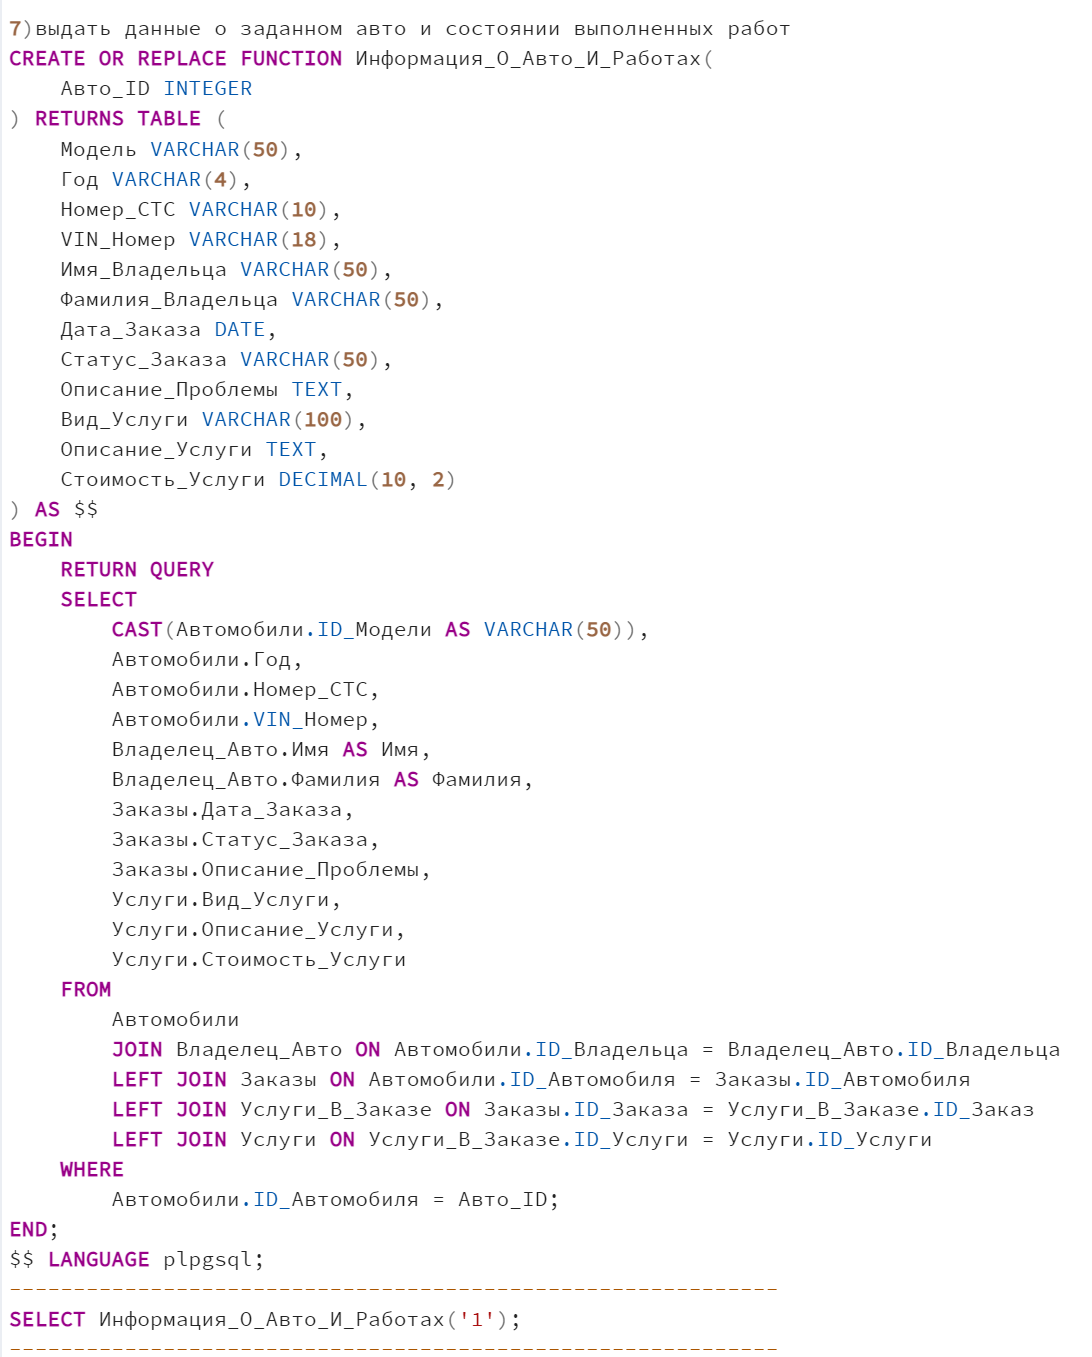 7)выдать данные о заданном авто и состоянии выполненных работ
CREATE OR REPLACE FUNCTION Информация_О_Авто_И_Работах(
    Авто_ID INTEGER
) RETURNS TABLE (
    Модель VARCHAR(50),
    Год VARCHAR(4),
    Номер_СТС VARCHAR(10),
    VIN_Номер VARCHAR(18),
    Имя_Владельца VARCHAR(50),
    Фамилия_Владельца VARCHAR(50),
    Дата_Заказа DATE,
    Статус_Заказа VARCHAR(50),
    Описание_Проблемы TEXT,
    Вид_Услуги VARCHAR(100),
    Описание_Услуги TEXT,
    Стоимость_Услуги DECIMAL(10, 2)
) AS $$
BEGIN
    RETURN QUERY
    SELECT
        CAST(Автомобили.ID_Модели AS VARCHAR(50)),
        Автомобили.Год,
        Автомобили.Номер_СТС,
        Автомобили.VIN_Номер,
        Владелец_Авто.Имя AS Имя,
        Владелец_Авто.Фамилия AS Фамилия,
        Заказы.Дата_Заказа,
        Заказы.Статус_Заказа,
        Заказы.Описание_Проблемы,
        Услуги.Вид_Услуги,
        Услуги.Описание_Услуги,
        Услуги.Стоимость_Услуги
    FROM
        Автомобили
        JOIN Владелец_Авто ON Автомобили.ID_Владельца = Владелец_Авто.ID_Владельца
        LEFT JOIN Заказы ON Автомобили.ID_Автомобиля = Заказы.ID_Автомобиля
        LEFT JOIN Услуги_В_Заказе ON Заказы.ID_Заказа = Услуги_В_Заказе.ID_Заказ
        LEFT JOIN Услуги ON Услуги_В_Заказе.ID_Услуги = Услуги.ID_Услуги
    WHERE
        Автомобили.ID_Автомобиля = Авто_ID;
END;
$$ LANGUAGE plpgsql;
------------------------------------------------------------
SELECT Информация_О_Авто_И_Работах('1');
------------------------------------------------------------